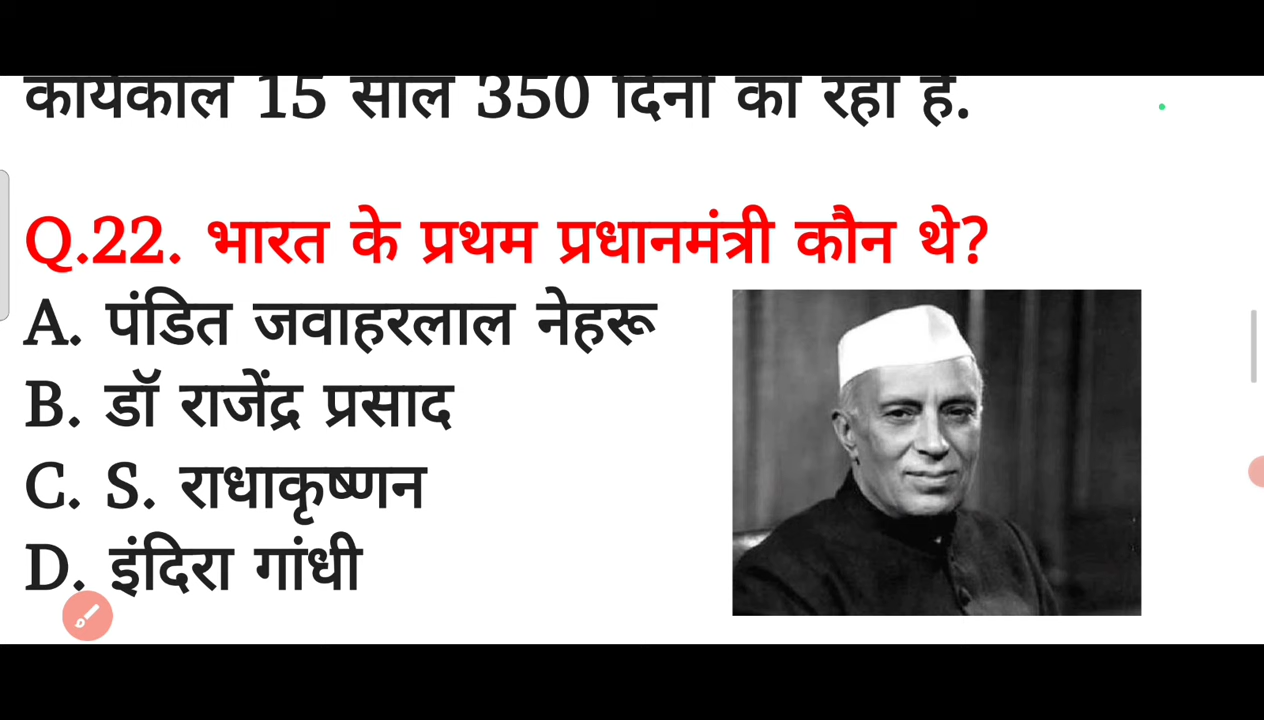 कार्यकाल 15 साल 350 दिनों का रहा है.
Q.22. भारत के प्रथम प्रधानमंत्री कौन थे?
A. पंडित जवाहरलाल नेहरू
B. डॉ राजेंद्र प्रसाद
C. S. राधाकृष्णन
D. इंदिरा गांधी